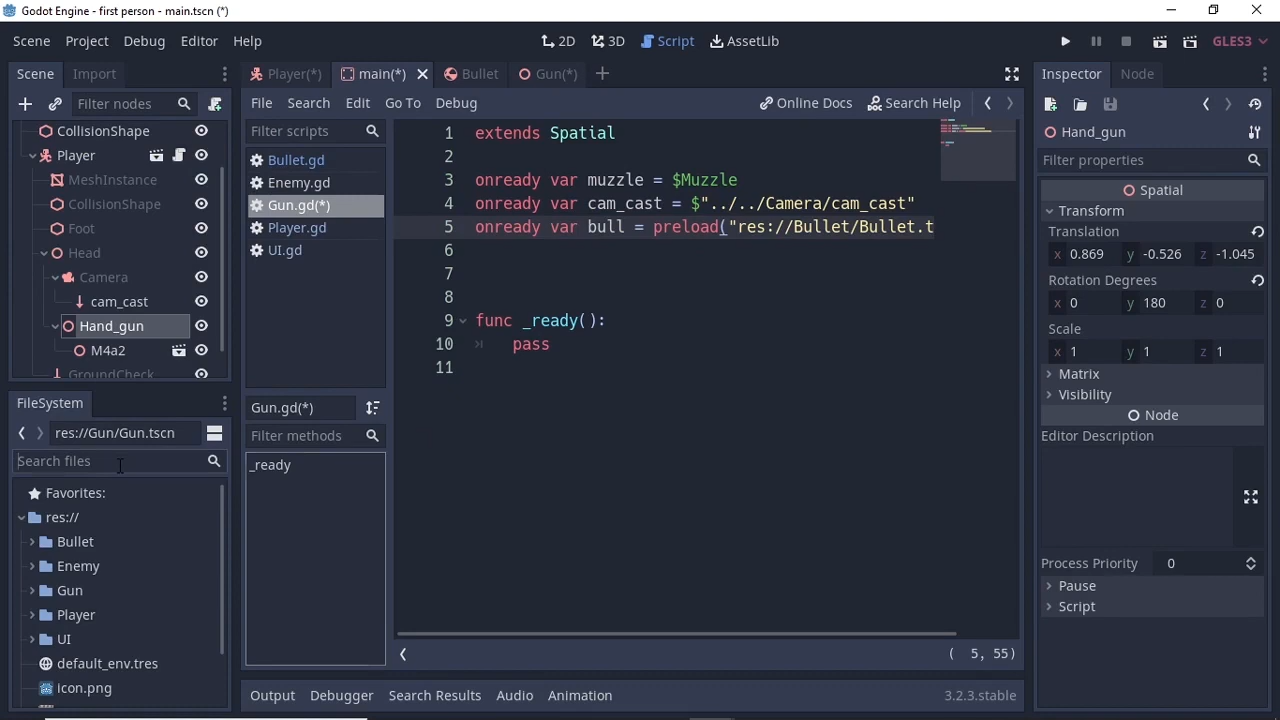 Godot Engine - first person - main.tscn (*)
Scene Project Debug Editor Help
2D 3D Script AssetLib
GLES3
Scene Import
Filter nodes
CollisionShape
Player
MeshInstance
CollisionShape
Foot
Head
Camera
cam_cast
Hand_gun
M4a2
GroundCheck
FileSystem
res://Gun/Gun.tscn
Search files
Favorites:
res://
Bullet
Enemy
Gun
Player
UI
default_env.tres
icon.png
Player(*) main(*) Bullet Gun(*)
File Search Edit Go To Debug
Online Docs Search Help
Filter scripts
Bullet.gd
Enemy.gd
Gun.gd(*)
Player.gd
UI.gd
Gun.gd(*)
Filter methods
_ready
1 extends Spatial
2
3 onready var muzzle = $Muzzle
4 onready var cam_cast = $"../../Camera/cam_cast"
5 onready var bull = preload("res://Bullet/Bullet.t
6
7
8
9 func _ready():
10 pass
11
( 5, 55)
Output Debugger Search Results Audio Animation
3.2.3.stable
Inspector Node
Hand_gun
Filter properties
Spatial
Transform
Translation
x 0.869 y -0.526 z -1.045
Rotation Degrees
x 0 y 180 z 0
Scale
x 1 y 1 z 1
Matrix
Visibility
Node
Editor Description
Process Priority 0
Pause
Script